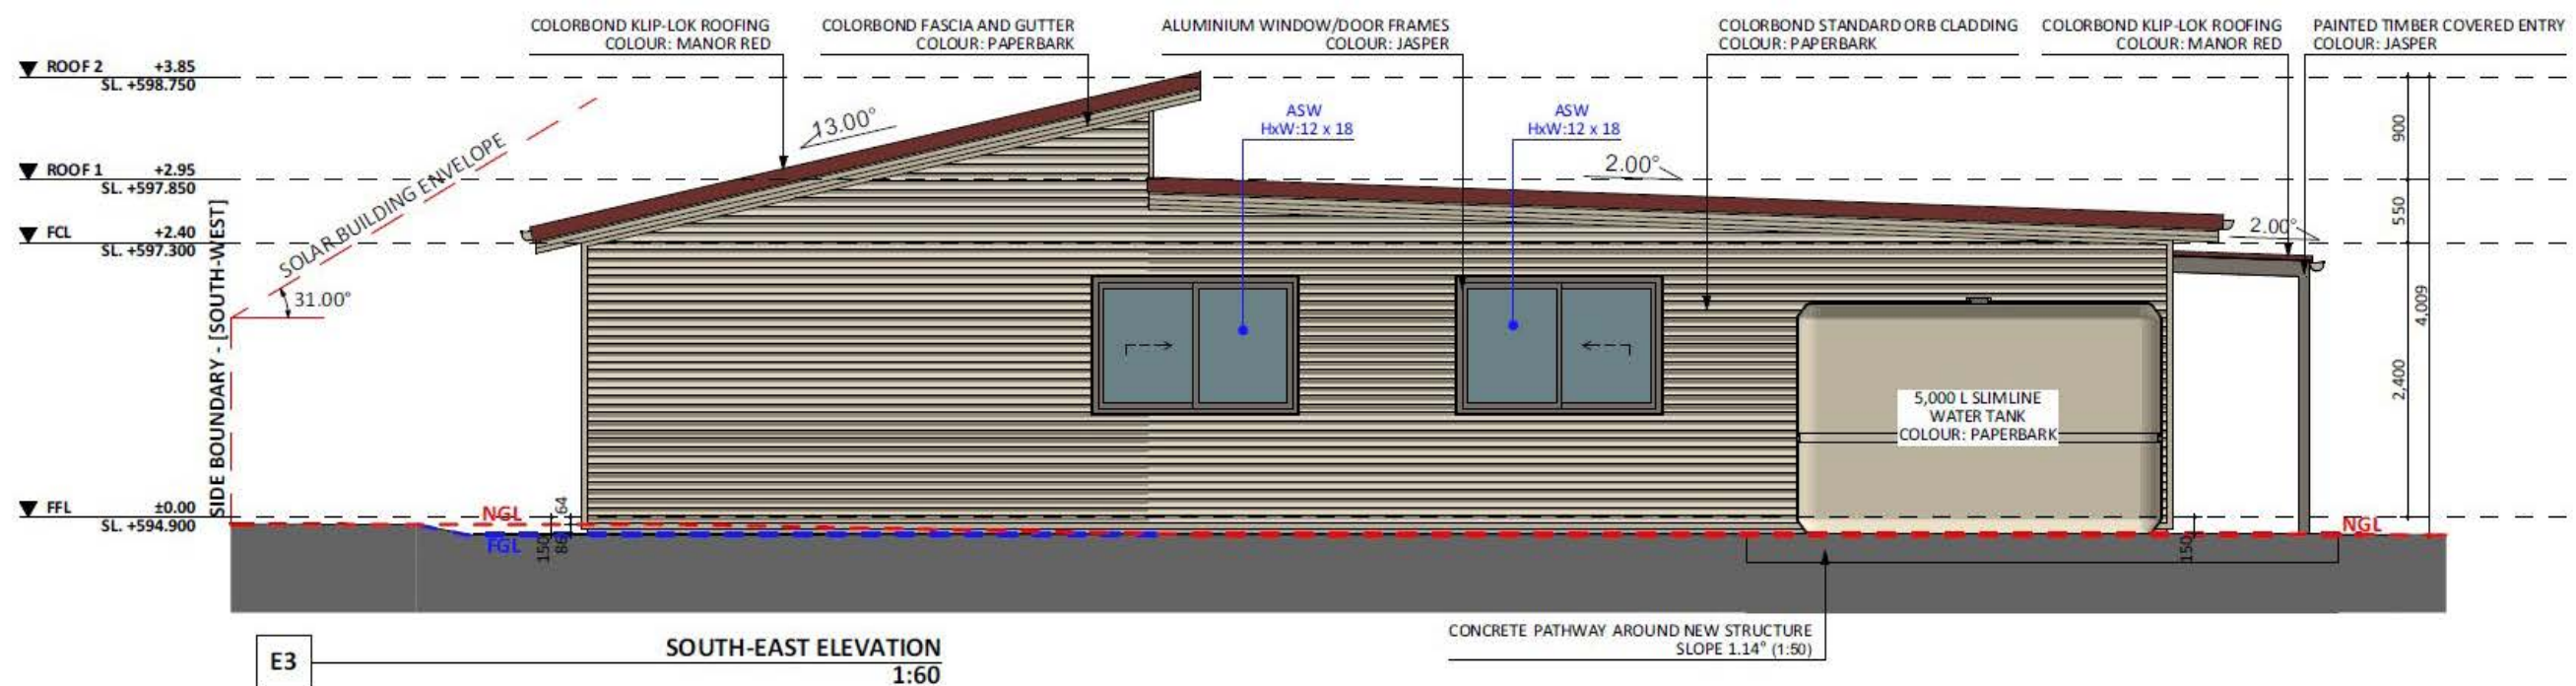 COLORBOND KLIP-LOK ROOFING
COLOUR: MANOR RED
COLORBOND FASCIA AND GUTTER
COLOUR: PAPERBARK
ALUMINIUM WINDOW/DOOR FRAMES
COLOUR: JASPER
COLORBOND STANDARD ORB CLADDING
COLOUR: PAPERBARK
COLORBOND KLIP-LOK ROOFING
COLOUR: MANOR RED
PAINTED TIMBER COVERED ENTRY
COLOUR: JASPER
ROOF 2 +3.85
SL. +598.750
ROOF 1 +2.95
SL. +597.850
FCL +2.40
SL. +597.300
FFL ±0.00
SL. +594.900
SIDE BOUNDARY - [SOUTH-WEST]
SOLAR BUILDING ENVELOPE
31.00°
13.00°
ASW
HxW:12 x 18
ASW
HxW:12 x 18
2.00°
2.00°
900
550
2,400
4,009
5,000 L SLIMLINE
WATER TANK
COLOUR: PAPERBARK
NGL
FGL
64
150
86
150
NGL
CONCRETE PATHWAY AROUND NEW STRUCTURE
SLOPE 1.14° (1:50)
E3
SOUTH-EAST ELEVATION
1:60